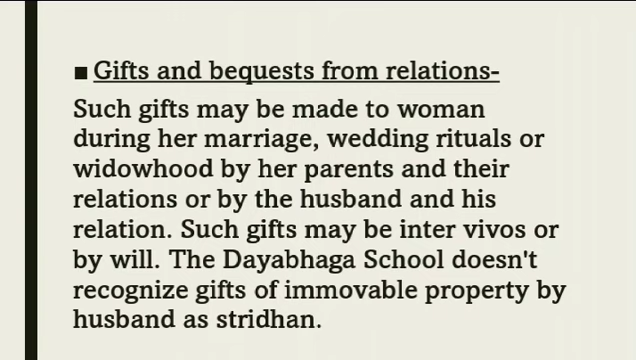 ■ Gifts and bequests from relations-
Such gifts may be made to woman
during her marriage, wedding rituals or
widowhood by her parents and their
relations or by the husband and his
relation. Such gifts may be inter vivos or
by will. The Dayabhaga School doesn't
recognize gifts of immovable property by
husband as stridhan.